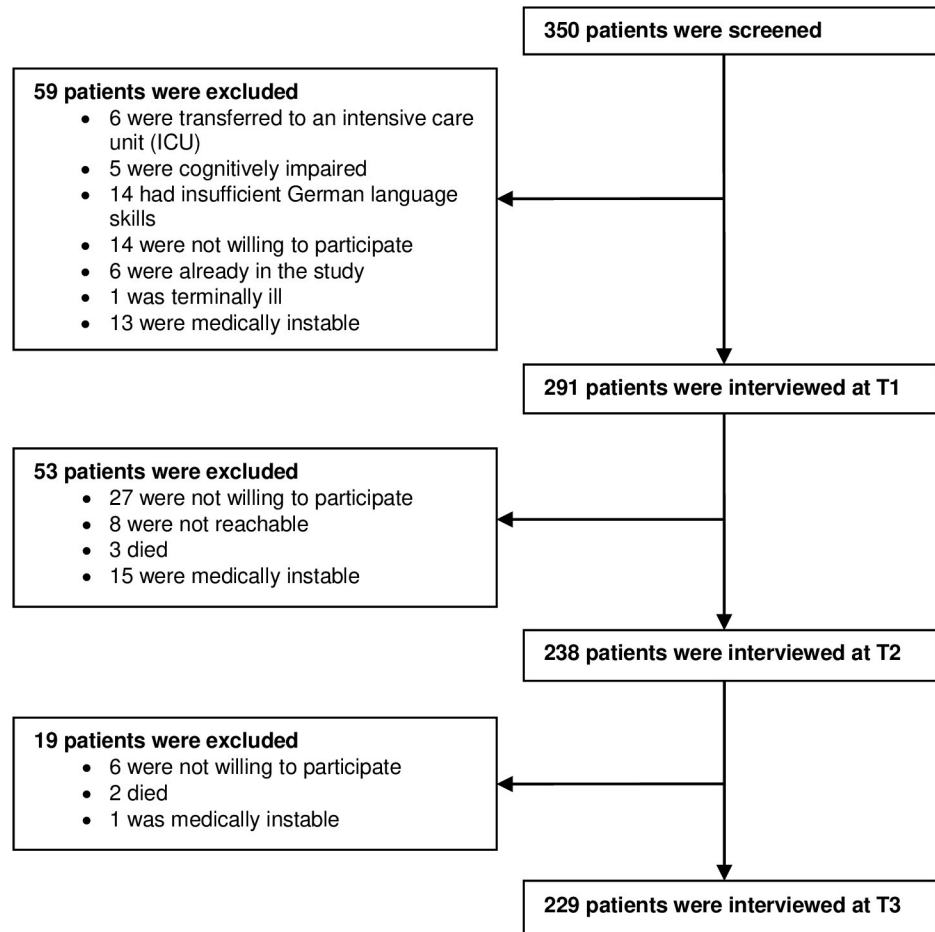 350 patients were screened
59 patients were excluded
• 6 were transferred to an intensive care
unit (ICU)
• 5 were cognitively impaired
• 14 had insufficient German language
skills
• 14 were not willing to participate
• 6 were already in the study
• 1 was terminally ill
• 13 were medically instable
291 patients were interviewed at T1
53 patients were excluded
• 27 were not willing to participate
• 8 were not reachable
• 3 died
• 15 were medically instable
238 patients were interviewed at T2
19 patients were excluded
• 6 were not willing to participate
• 2 died
• 1 was medically instable
229 patients were interviewed at T3